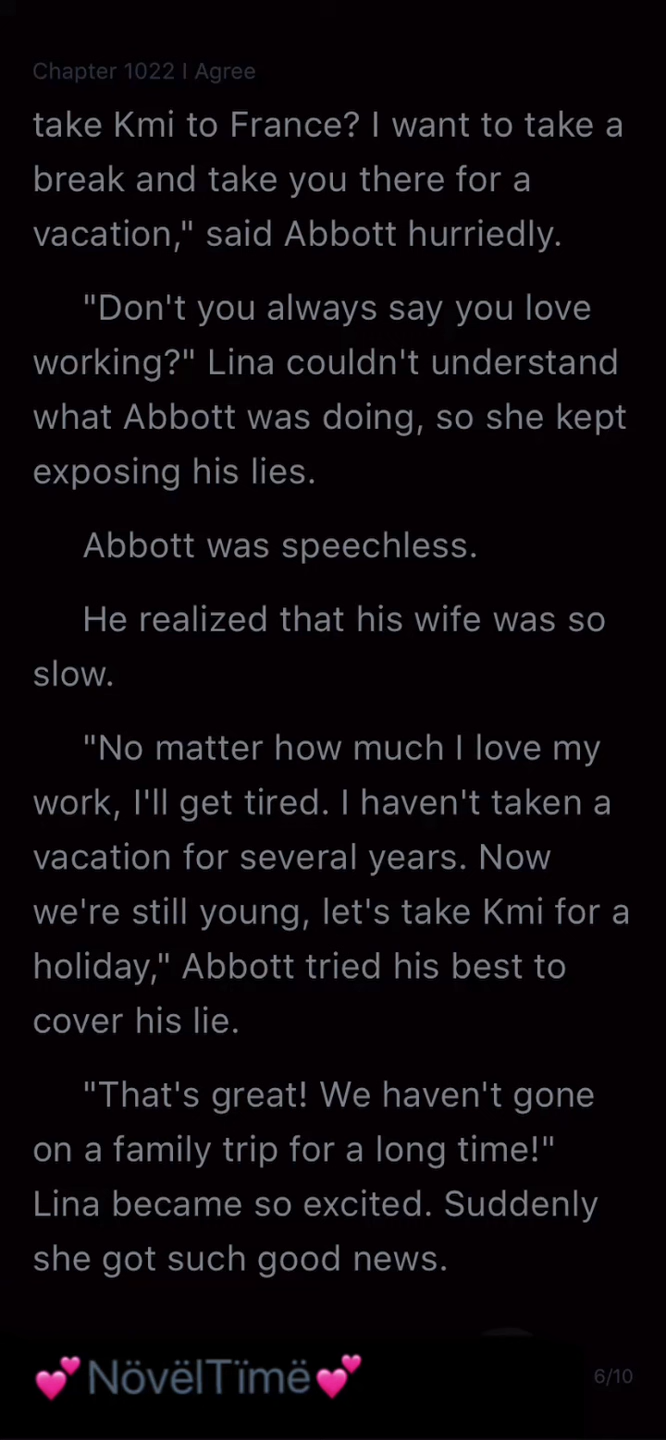 Chapter 1022 I Agree
take Kmi to France? I want to take a
break and take you there for a
vacation," said Abbott hurriedly.
"Don't you always say you love
working?" Lina couldn't understand
what Abbott was doing, so she kept
exposing his lies.
Abbott was speechless.
He realized that his wife was so
slow.
"No matter how much I love my
work, I'll get tired. I haven't taken a
vacation for several years. Now
we're still young, let's take Kmi for a
holiday," Abbott tried his best to
cover his lie.
"That's great! We haven't gone
on a family trip for a long time!"
Lina became so excited. Suddenly
she got such good news.
💕NövëlTïmë💕
6/10